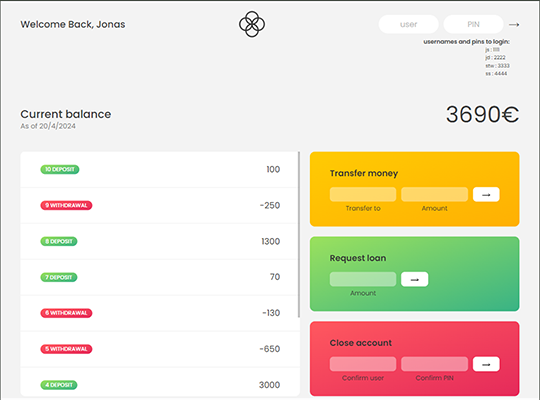 Welcome Back, Jonas
user
PIN
→
usernames and pins to login:
js : 1111
jd : 2222
stw : 3333
ss : 4444
Current balance
As of 20/4/2024
3690€
10 DEPOSIT 100
9 WITHDRAWAL -250
8 DEPOSIT 1300
7 DEPOSIT 70
6 WITHDRAWAL -130
5 WITHDRAWAL -650
4 DEPOSIT 3000
Transfer money
→
Transfer to Amount
Request loan
→
Amount
Close account
→
Confirm user Confirm PIN